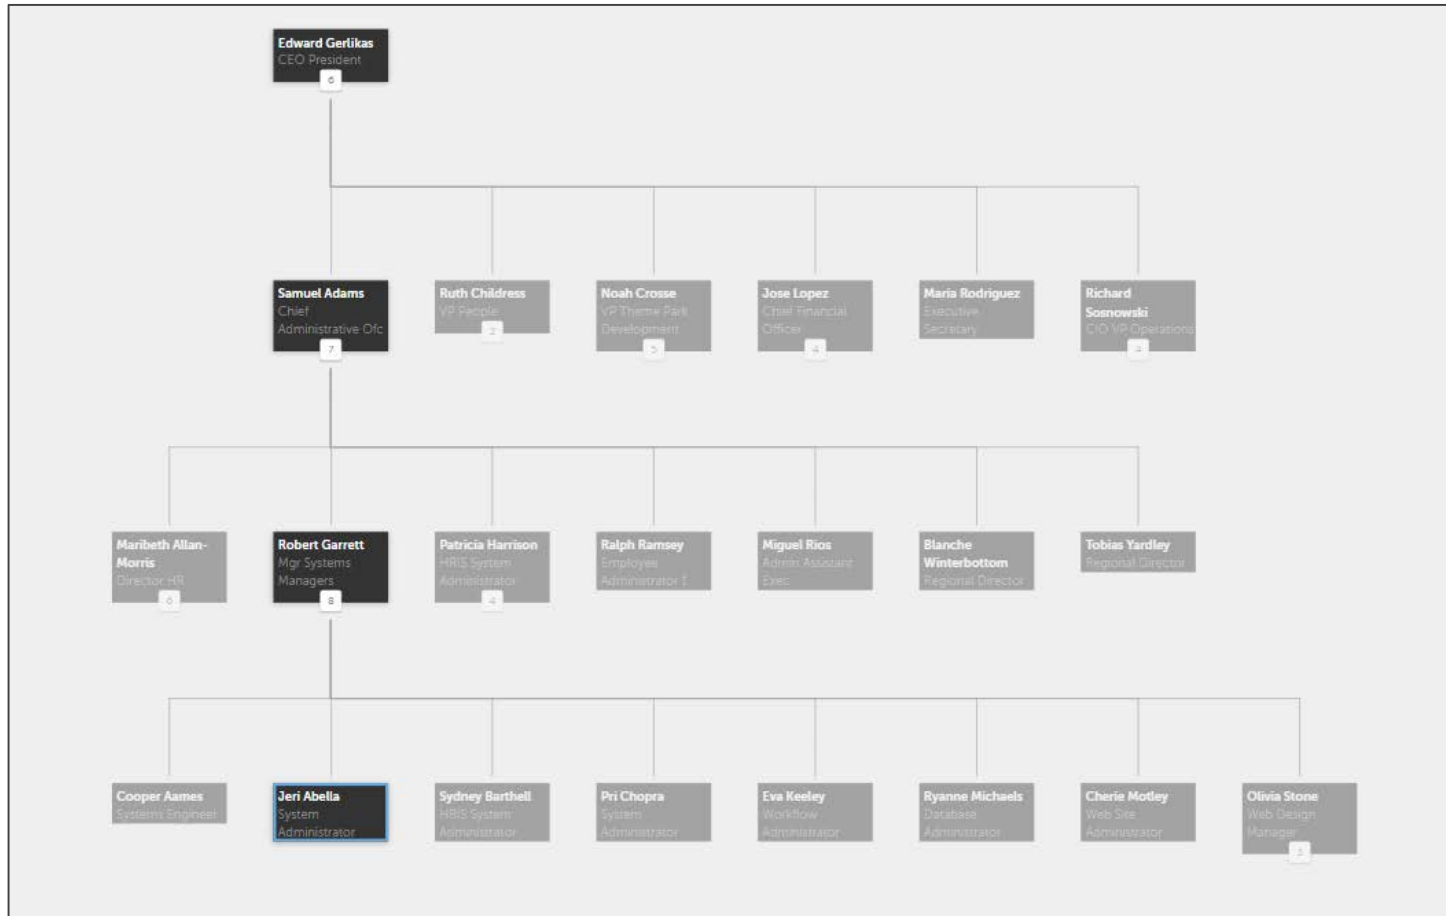 Edward Gerlikas
CEO President
6
Samuel Adams
Chief
Administrative Ofc
7
Ruth Childress
VP People
Noah Crosse
VP Theme Park
Development
5
Jose Lopez
Chief Financial
Officer
4
Maria Rodriguez
Executive
Secretary
Richard
Sosnowski
CIO VP Operations
Maribeth Allan-
Morris
Director HR
6
Robert Garrett
Mgr Systems
Managers
8
Patricia Harrison
HRIS System
Administrator
4
Ralph Ramsey
Employee
Administrator I
Miguel Rios
Admin Assistant
Exec
Blanche
Winterbottom
Regional Director
Tobias Yardley
Regional Director
Cooper Aames
Systems Engineer
Jeri Abella
System
Administrator
Sydney Barthell
HRIS System
Administrator
Pri Chopra
System
Administrator
Eva Keeley
Workflow
Administrator
Ryanne Michaels
Database
Administrator
Cherie Motley
Web Site
Administrator
Olivia Stone
Web Design
Manager